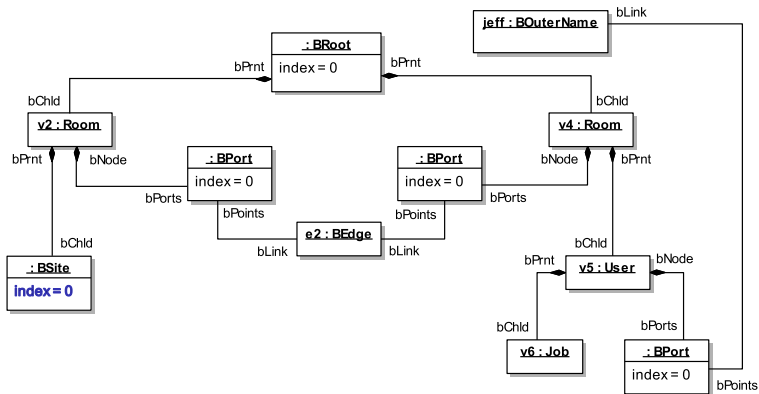 jeff : BOuterName
bLink
: BRoot
index = 0
bPrnt
bPrnt
bChld
bChld
v2 : Room
v4 : Room
bPrnt
bNode
: BPort
index = 0
: BPort
index = 0
bNode
bPrnt
bPorts
bPorts
bPoints
bPoints
e2 : BEdge
bLink
bLink
bChld
: BSite
index = 0
bChld
bPrnt
v5 : User
bNode
bChld
bPorts
v6 : Job
: BPort
index = 0
bPoints